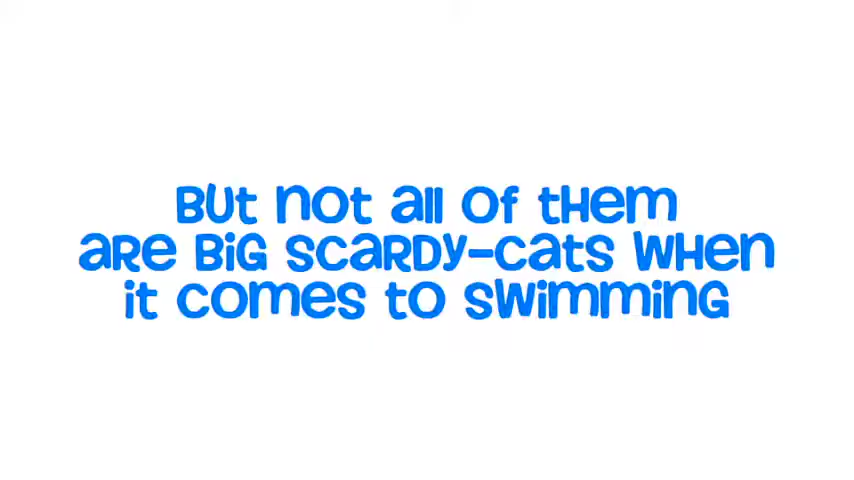 But not all of them
are big scardy-cats when
it comes to swimming